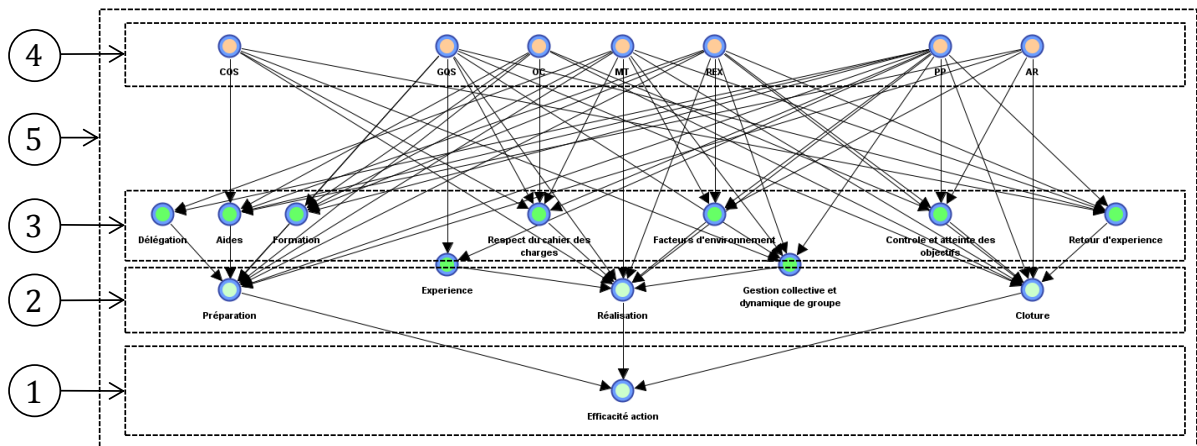 4
COS
GQS
OC
MT
REX
PP
AR
5
3
Délégation
Aides
Formation
Respect du cahier des
charges
Facteurs d'environnement
Controle et atteinte des
objectifs
Retour d'experience
Experience
Gestion collective et
dynamique de groupe
2
Préparation
Réalisation
Cloture
1
Efficacité action